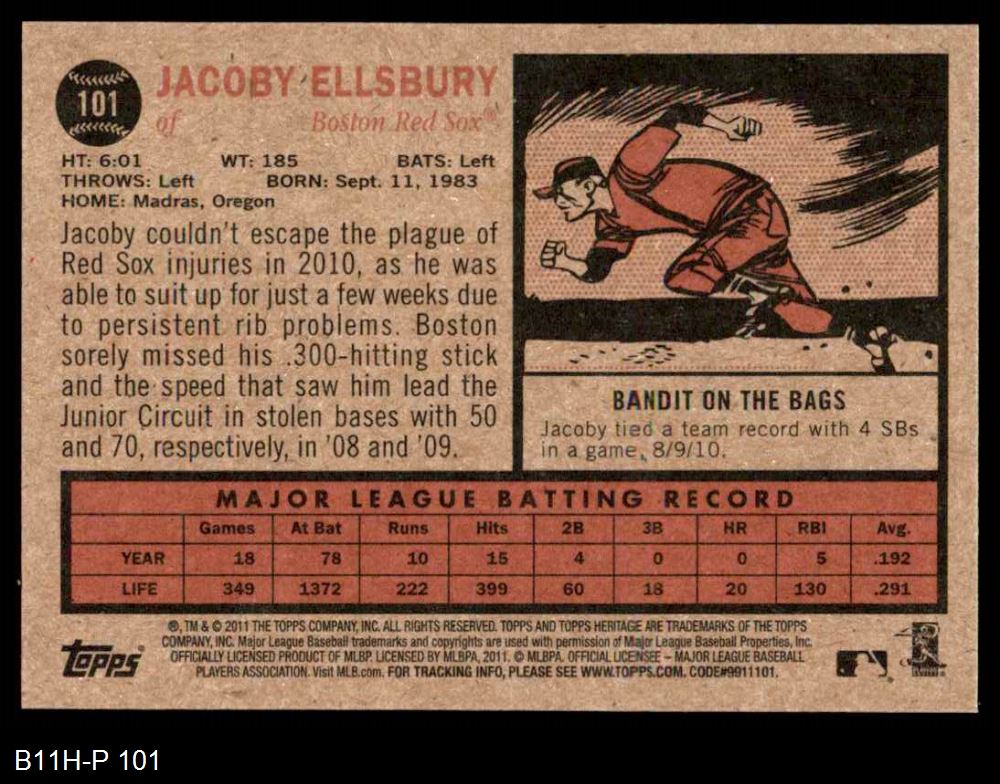 101
JACOBY ELLSBURY
of Boston Red Sox®
HT: 6:01 WT: 185 BATS: Left
THROWS: Left BORN: Sept. 11, 1983
HOME: Madras, Oregon
Jacoby couldn't escape the plague of
Red Sox injuries in 2010, as he was
able to suit up for just a few weeks due
to persistent rib problems. Boston
sorely missed his .300-hitting stick
and the speed that saw him lead the
Junior Circuit in stolen bases with 50
and 70, respectively, in '08 and '09.
BANDIT ON THE BAGS
Jacoby tied a team record with 4 SBs
in a game, 8/9/10.
MAJOR LEAGUE BATTING RECORD
Games At Bat Runs Hits 2B 3B HR RBI Avg.
YEAR 18 78 10 15 4 0 0 5 .192
LIFE 349 1372 222 399 60 18 20 130 .291
®, TM & © 2011 THE TOPPS COMPANY, INC. ALL RIGHTS RESERVED. TOPPS AND TOPPS HERITAGE ARE TRADEMARKS OF THE TOPPS
COMPANY, INC. Major League Baseball trademarks and copyrights are used with permission of Major League Baseball Properties, Inc.
OFFICIALLY LICENSED PRODUCT OF MLBP. LICENSED BY MLBPA, 2011. © MLBPA. OFFICIAL LICENSEE – MAJOR LEAGUE BASEBALL
PLAYERS ASSOCIATION. Visit MLB.com. FOR TRACKING INFO, PLEASE SEE WWW.TOPPS.COM. CODE#9911101.
Topps
B11H-P 101